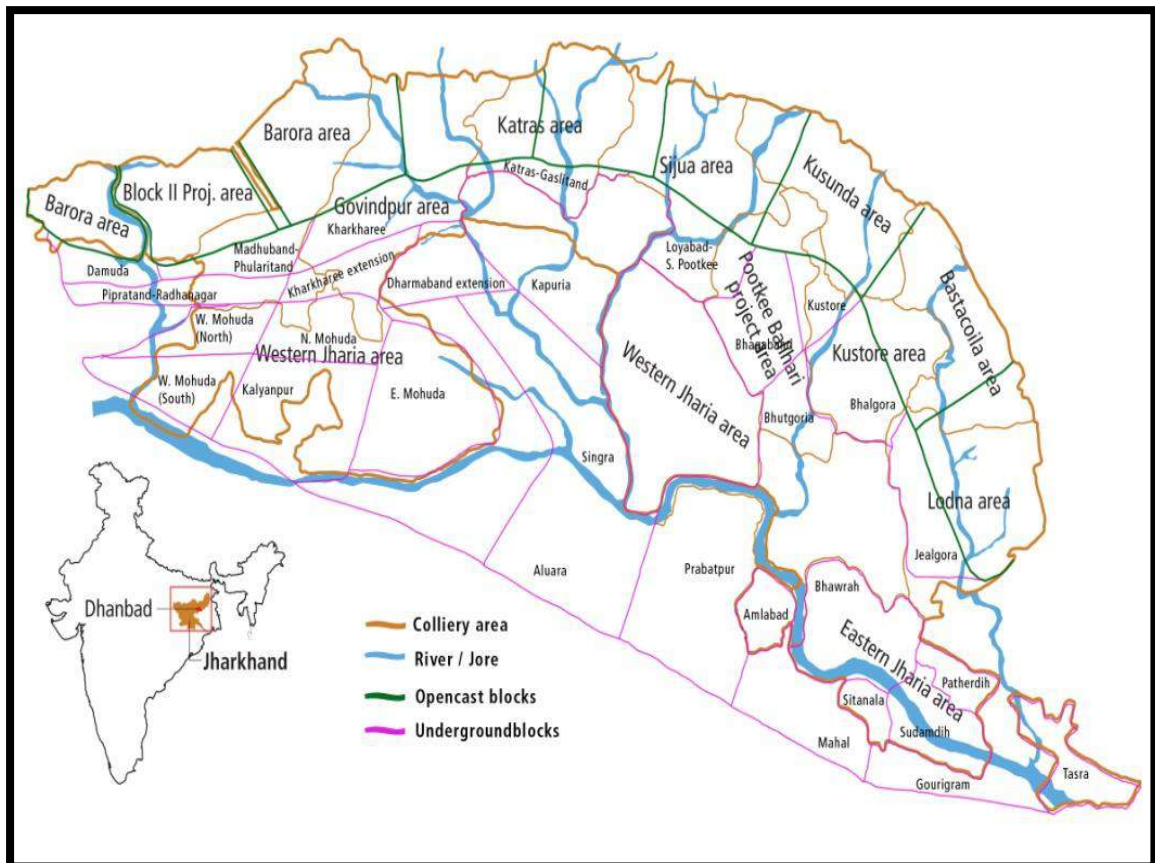 Barora area
Katras area
Sijua area
Kusunda area
Katras-Gaslitand
Block II Proj. area
Barora area
Govindpur area
Kharkharee
Madhuband-
Phularitand
Loyabad-
S. Pootkee
Pootkee Balihari
project area
Damuda
Pipratand-Radhanagar
Kharkharee extension
Dharmaband extension
Kapuria
Kustore
Bastacoila area
W. Mohuda
(North)
N. Mohuda
Western Jharia area
Bhagaband
Kustore area
Western Jharia area
W. Mohuda
(South)
Kalyanpur
E. Mohuda
Bhutgoria
Bhalgora
Singra
Lodna area
Jealgora
Aluara
Prabatpur
Bhawrah
Amlabad
Eastern Jharia area
Patherdih
Sitanala
Sudamdih
Mahal
Gourigram
Tasra
Dhanbad
Jharkhand
Colliery area
River / Jore
Opencast blocks
Undergroundblocks